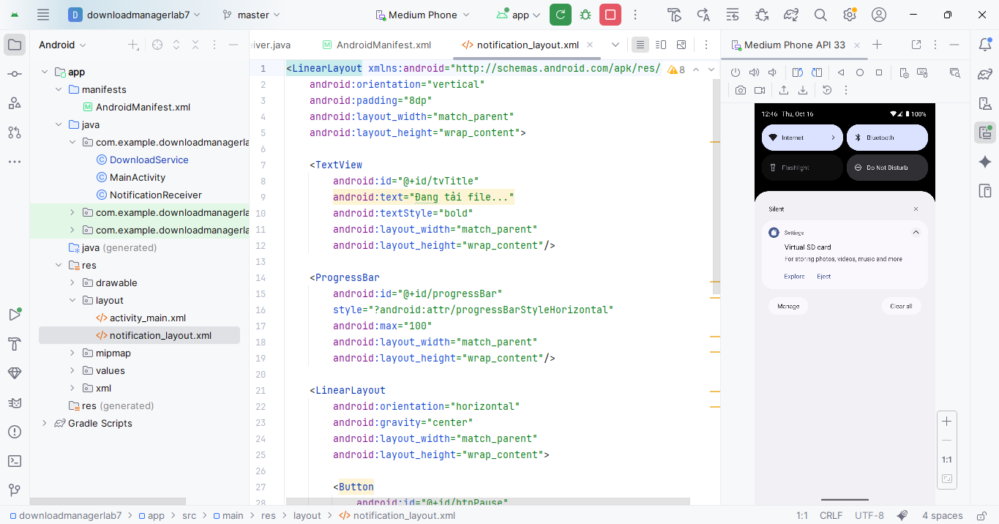 D downloadmanagerlab7 master Medium Phone app
Android
iver.java AndroidManifest.xml notification_layout.xml
Medium Phone API 33
app
manifests
AndroidManifest.xml
java
com.example.downloadmanagerla
DownloadService
MainActivity
NotificationReceiver
com.example.downloadmanagerla
com.example.downloadmanagerla
java (generated)
res
drawable
layout
activity_main.xml
notification_layout.xml
mipmap
values
xml
res (generated)
Gradle Scripts
1 <LinearLayout xmlns:android="http://schemas.android.com/apk/res/ 8
2 android:orientation="vertical"
3 android:padding="8dp"
4 android:layout_width="match_parent"
5 android:layout_height="wrap_content">
6
7 <TextView
8 android:id="@+id/tvTitle"
9 android:text="Đang tải file..."
10 android:textStyle="bold"
11 android:layout_width="match_parent"
12 android:layout_height="wrap_content"/>
13
14 <ProgressBar
15 android:id="@+id/progressBar"
16 style="?android:attr/progressBarStyleHorizontal"
17 android:max="100"
18 android:layout_width="match_parent"
19 android:layout_height="wrap_content"/>
20
21 <LinearLayout
22 android:orientation="horizontal"
23 android:gravity="center"
24 android:layout_width="match_parent"
25 android:layout_height="wrap_content">
26
27 <Button
28 android:id="@+id/btnPause"
12:46 Thu, Oct 16 100%
Internet Bluetooth
Flashlight Do Not Disturb
Silent
Settings
Virtual SD card
For storing photos, videos, music and more
Explore Eject
Manage Clear all
1:1
downloadmanagerlab7 > app > src > main > res > layout > notification_layout.xml 1:1 CRLF UTF-8 4 spaces